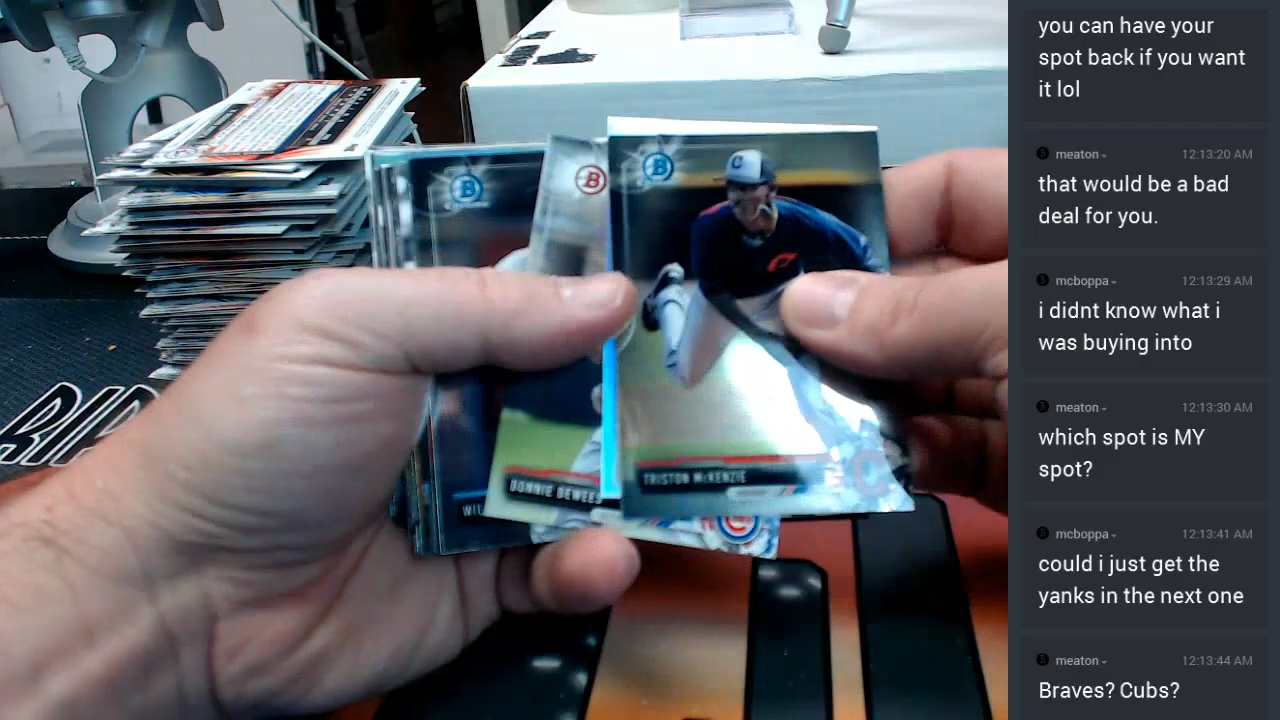 B
CHROME
B
B
TRISTON McKENZIE
DONNIE DEWEES
WIL
RIP
C
C
you can have your
spot back if you want
it lol
meaton
12:13:20 AM
that would be a bad
deal for you.
mcboppa
12:13:29 AM
i didnt know what i
was buying into
meaton
12:13:30 AM
which spot is MY
spot?
mcboppa
12:13:41 AM
could i just get the
yanks in the next one
meaton
12:13:44 AM
Braves? Cubs?